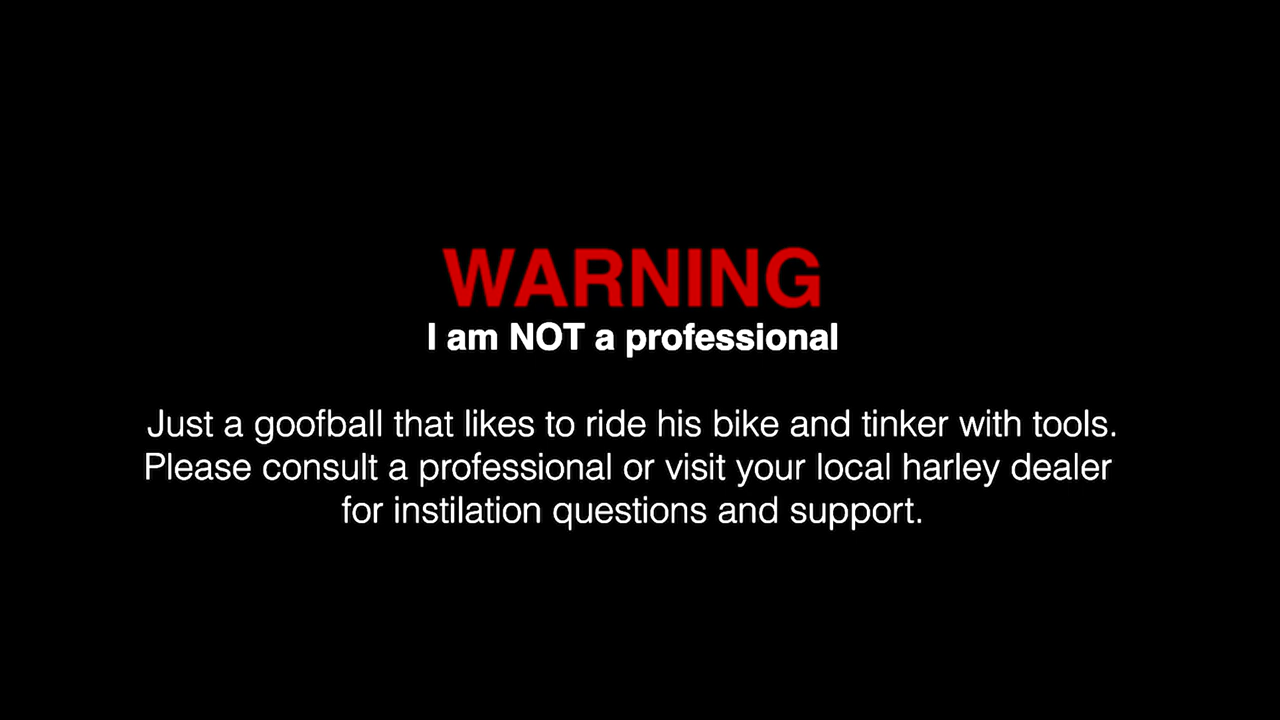 WARNING
I am NOT a professional
Just a goofball that likes to ride his bike and tinker with tools.
Please consult a professional or visit your local harley dealer
for instilation questions and support.